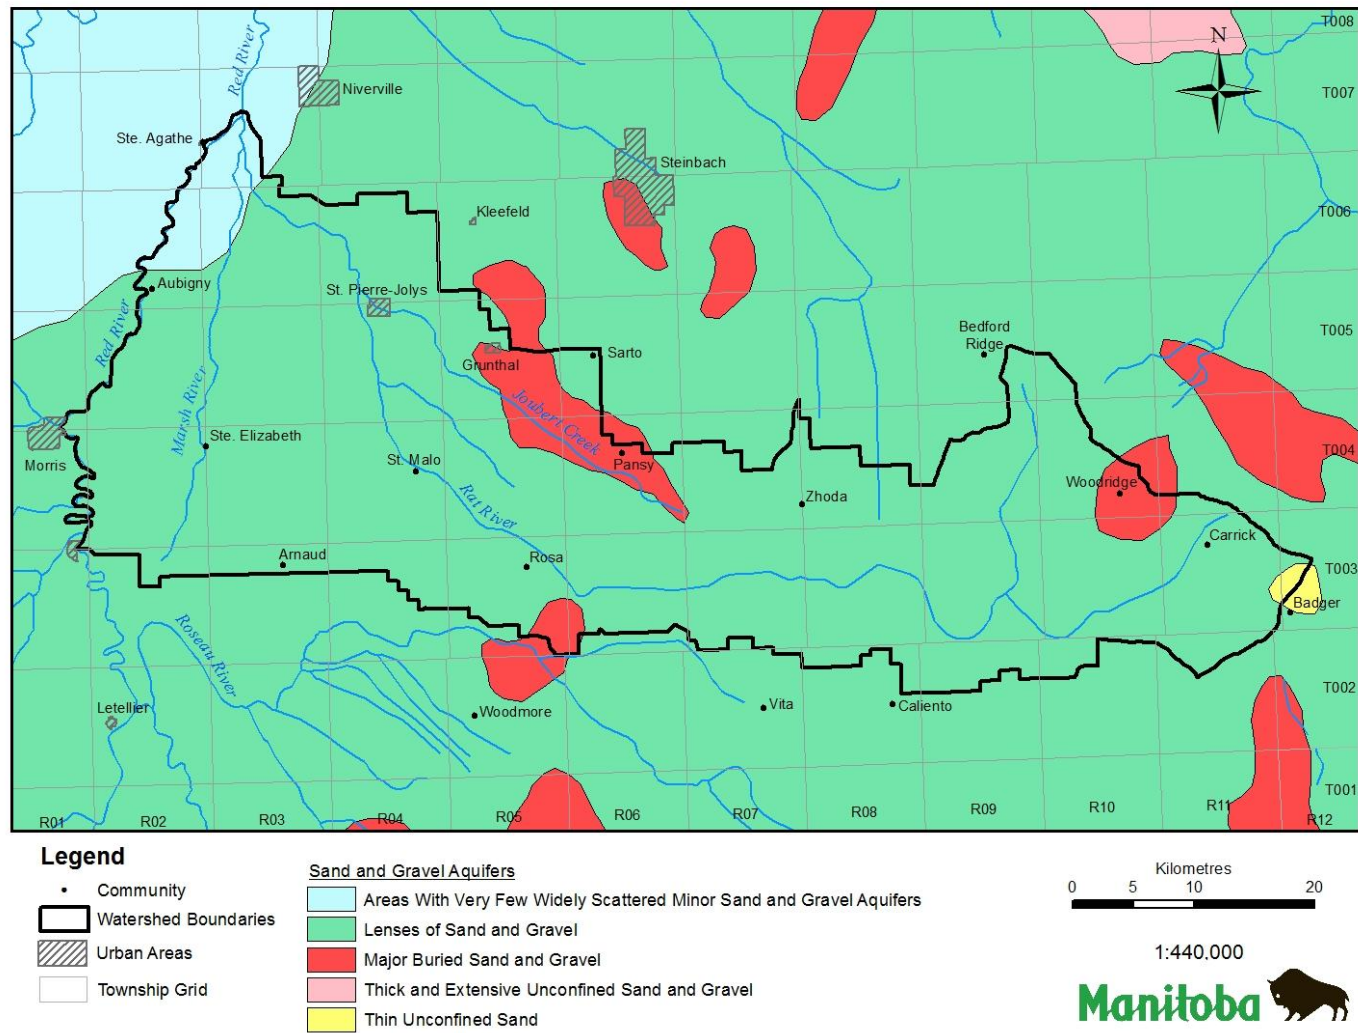 T008
N
Red River
T007
Niverville
Ste. Agathe
Steinbach
T006
Kleefeld
Aubigny
St. Pierre-Jolys
Red River
T005
Bedford
Ridge
Grunthal
Sarto
Marsh River
Joubert Creek
Ste. Elizabeth
T004
Morris
St. Malo
Pansy
Woodridge
Rat River
Zhoda
Carrick
Arnaud
Rosa
T003
Badger
Roseau River
T002
Letellier
Woodmore
Vita
Caliento
T001
R01
R02
R03
R04
R05
R06
R07
R08
R09
R10
R11
R12
Legend
Community
Watershed Boundaries
Urban Areas
Township Grid
Sand and Gravel Aquifers
Areas With Very Few Widely Scattered Minor Sand and Gravel Aquifers
Lenses of Sand and Gravel
Major Buried Sand and Gravel
Thick and Extensive Unconfined Sand and Gravel
Thin Unconfined Sand
Kilometres
0 5 10 20
1:440,000
Manitoba